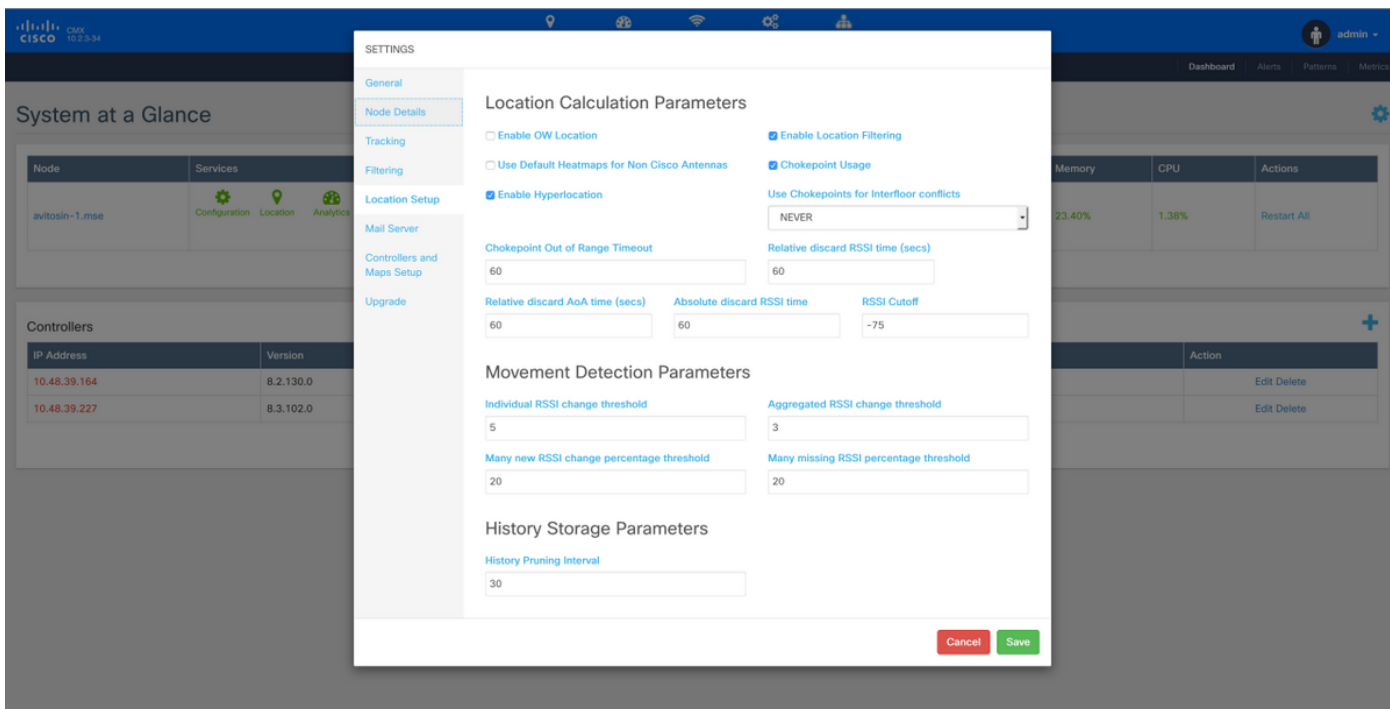 CISCO CMX 10.2.3-34
admin
Dashboard Alerts Patterns Metrics
System at a Glance
Node Services Memory CPU Actions
Configuration Location Analytics
avitosin-1.mse 23.40% 1.38% Restart All
Controllers
IP Address Version Action
10.48.39.164 8.2.130.0 Edit Delete
10.48.39.227 8.3.102.0 Edit Delete
SETTINGS
General
Node Details
Tracking
Filtering
Location Setup
Mail Server
Controllers and
Maps Setup
Upgrade
Location Calculation Parameters
Enable OW Location Enable Location Filtering
Use Default Heatmaps for Non Cisco Antennas Chokepoint Usage
Enable Hyperlocation Use Chokepoints for Interfloor conflicts
NEVER
Chokepoint Out of Range Timeout Relative discard RSSI time (secs)
60 60
Relative discard AoA time (secs) Absolute discard RSSI time RSSI Cutoff
60 60 -75
Movement Detection Parameters
Individual RSSI change threshold Aggregated RSSI change threshold
5 3
Many new RSSI change percentage threshold Many missing RSSI percentage threshold
20 20
History Storage Parameters
History Pruning Interval
30
Cancel Save